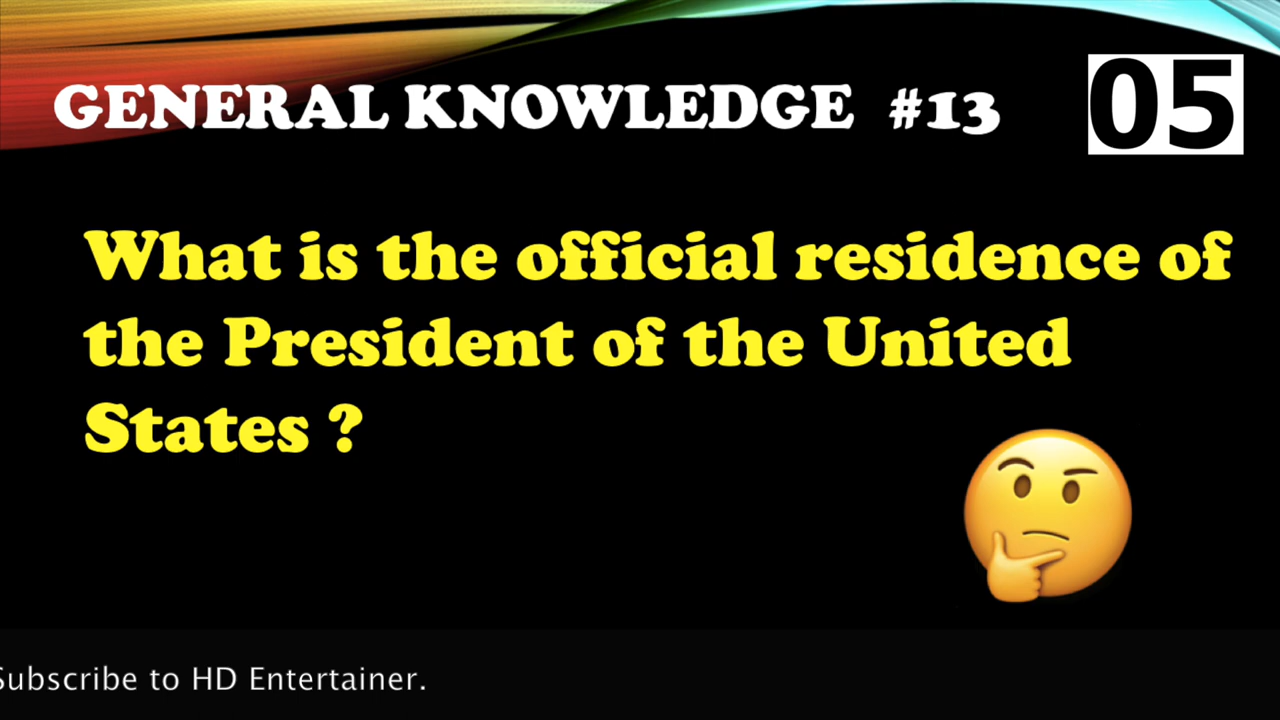 GENERAL KNOWLEDGE #13
05
What is the official residence of
the President of the United
States ?
Subscribe to HD Entertainer.